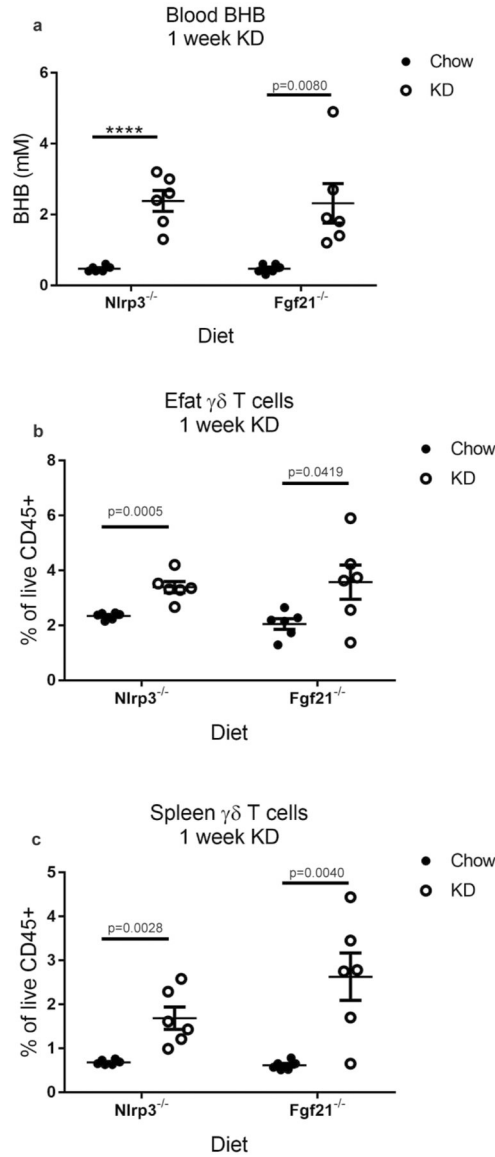 a
Blood BHB
1 week KD
Chow
KD
p=0.0080
****
BHB (mM)
6
4
2
0
Nlrp3-/-
Fgf21-/-
Diet
b
Efat γδ T cells
1 week KD
Chow
KD
p=0.0419
p=0.0005
% of live CD45+
8
6
4
2
0
Nlrp3-/-
Fgf21-/-
Diet
c
Spleen γδ T cells
1 week KD
Chow
KD
p=0.0040
p=0.0028
% of live CD45+
5
4
3
2
1
0
Nlrp3-/-
Fgf21-/-
Diet